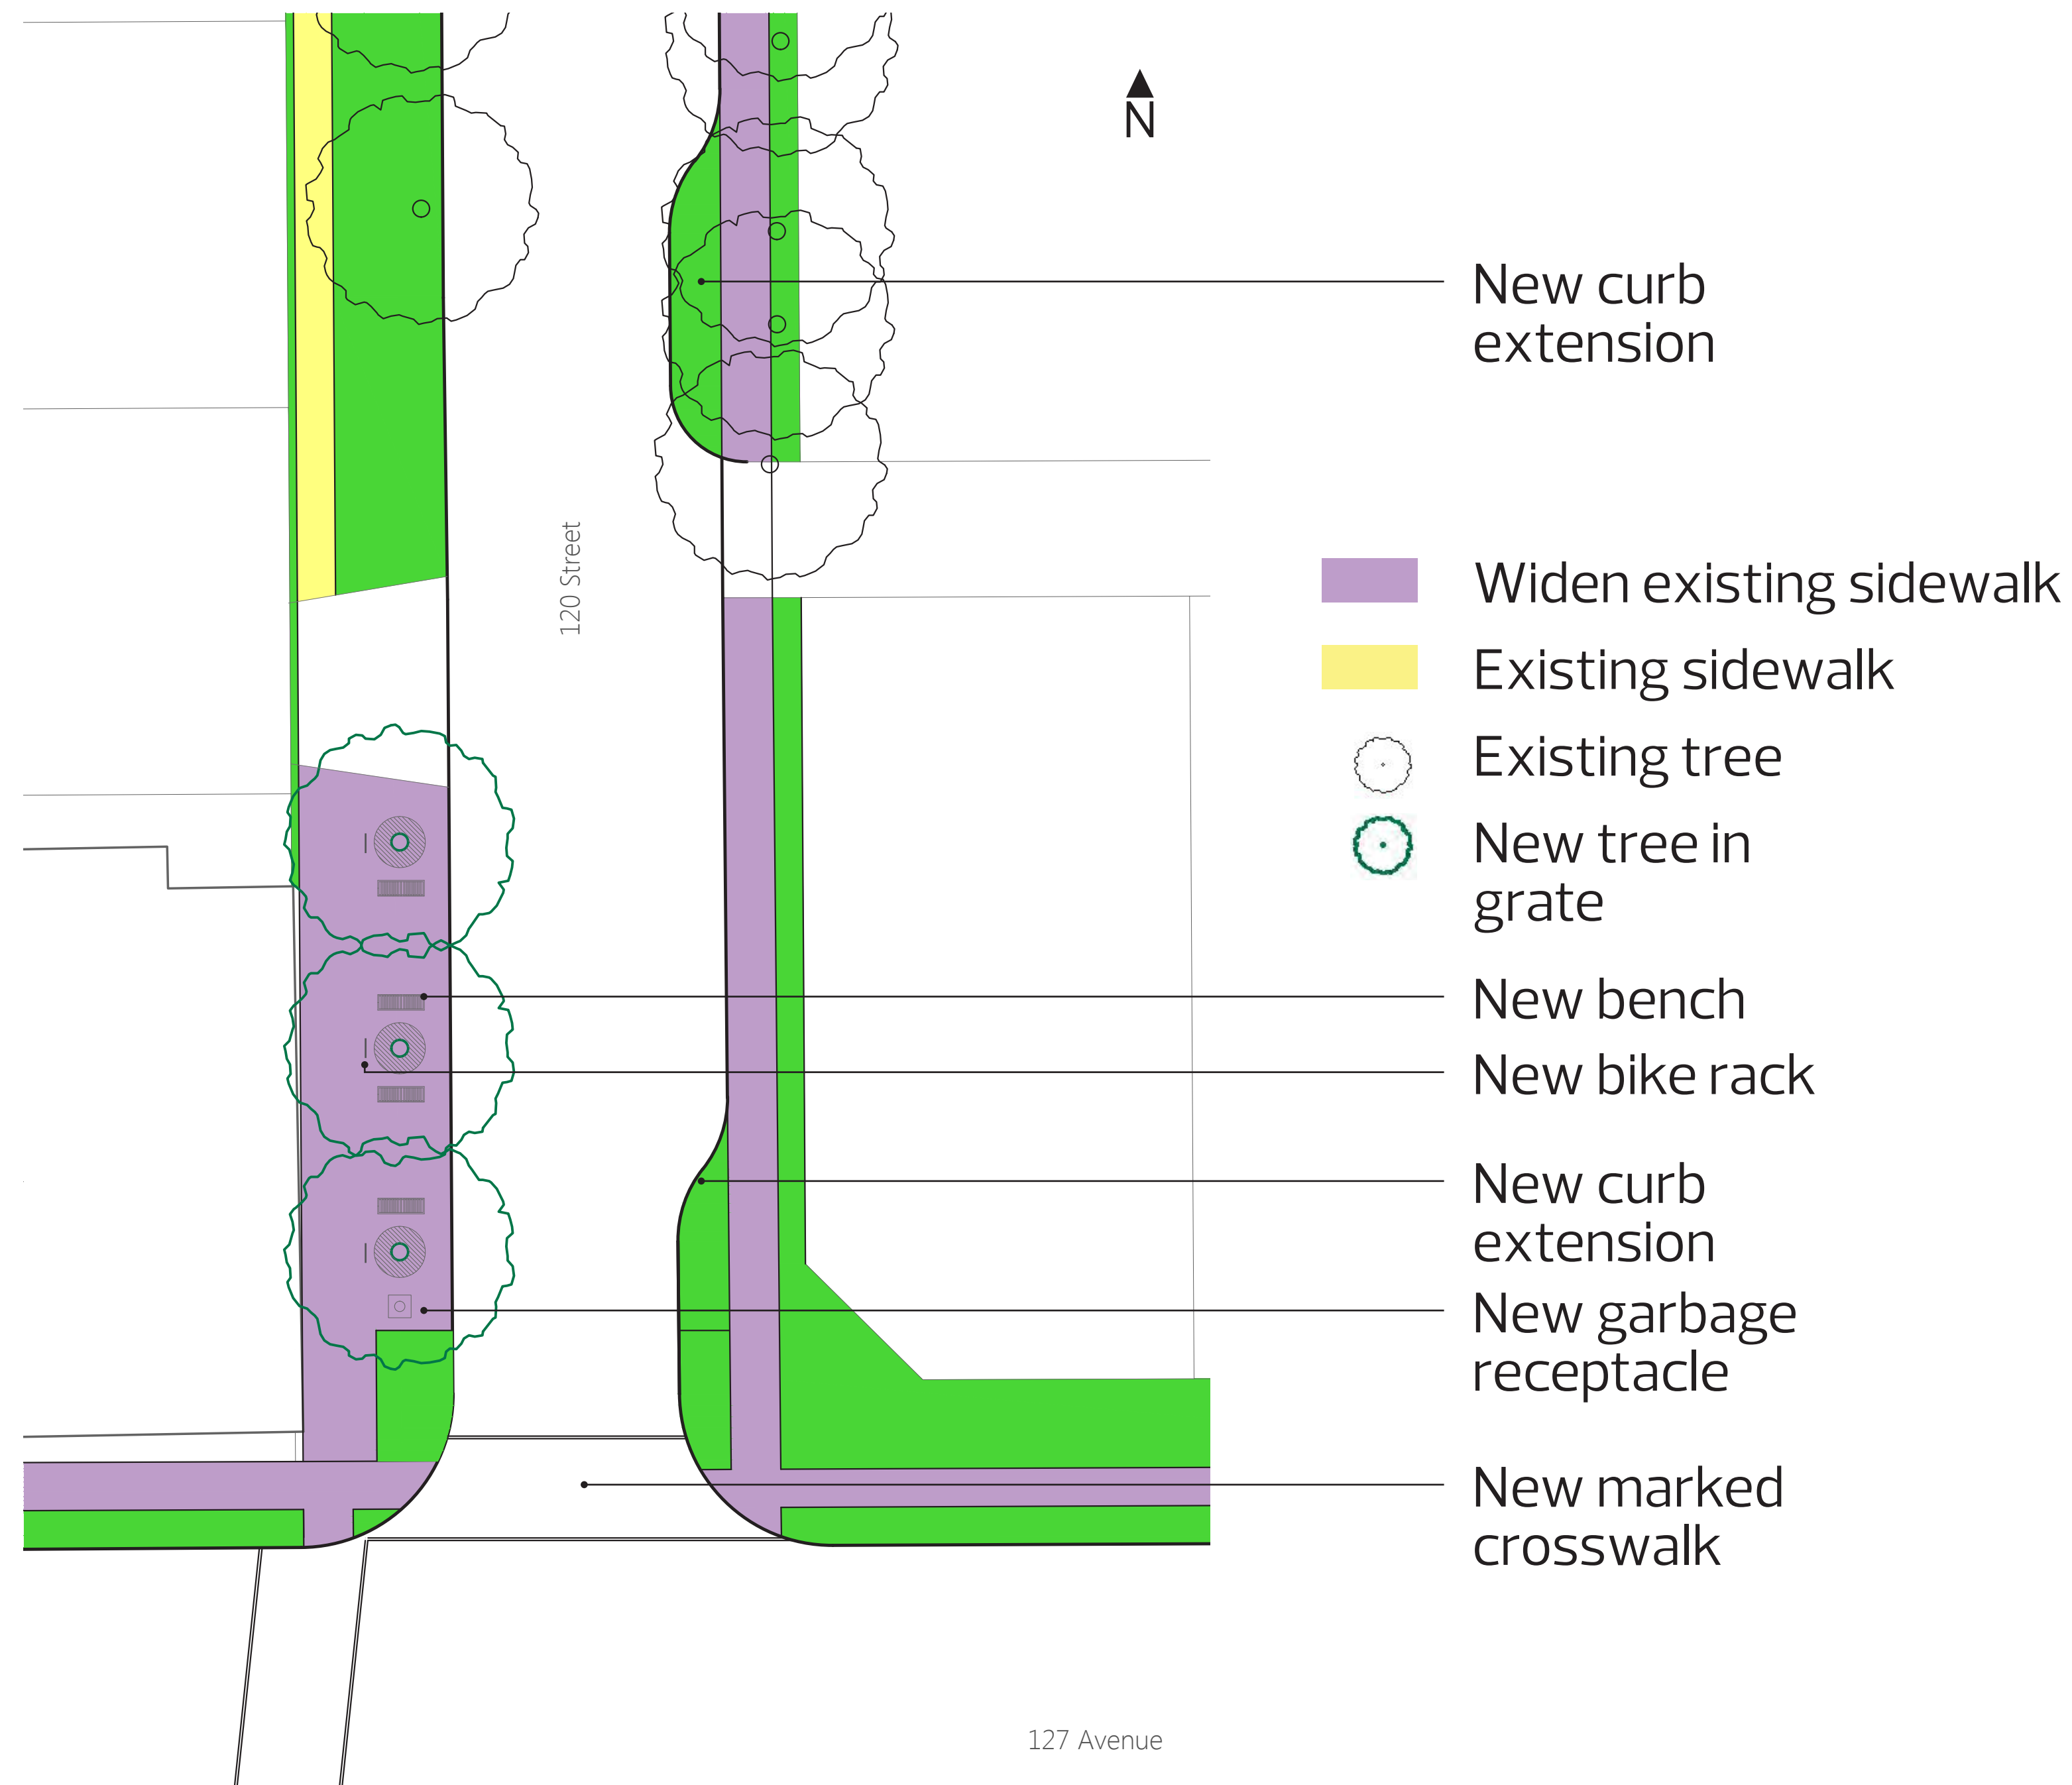 N
New curb
extension
120 Street
Widen existing sidewalk
Existing sidewalk
Existing tree
New tree in
grate
New bench
New bike rack
New curb
extension
New garbage
receptacle
New marked
crosswalk
127 Avenue